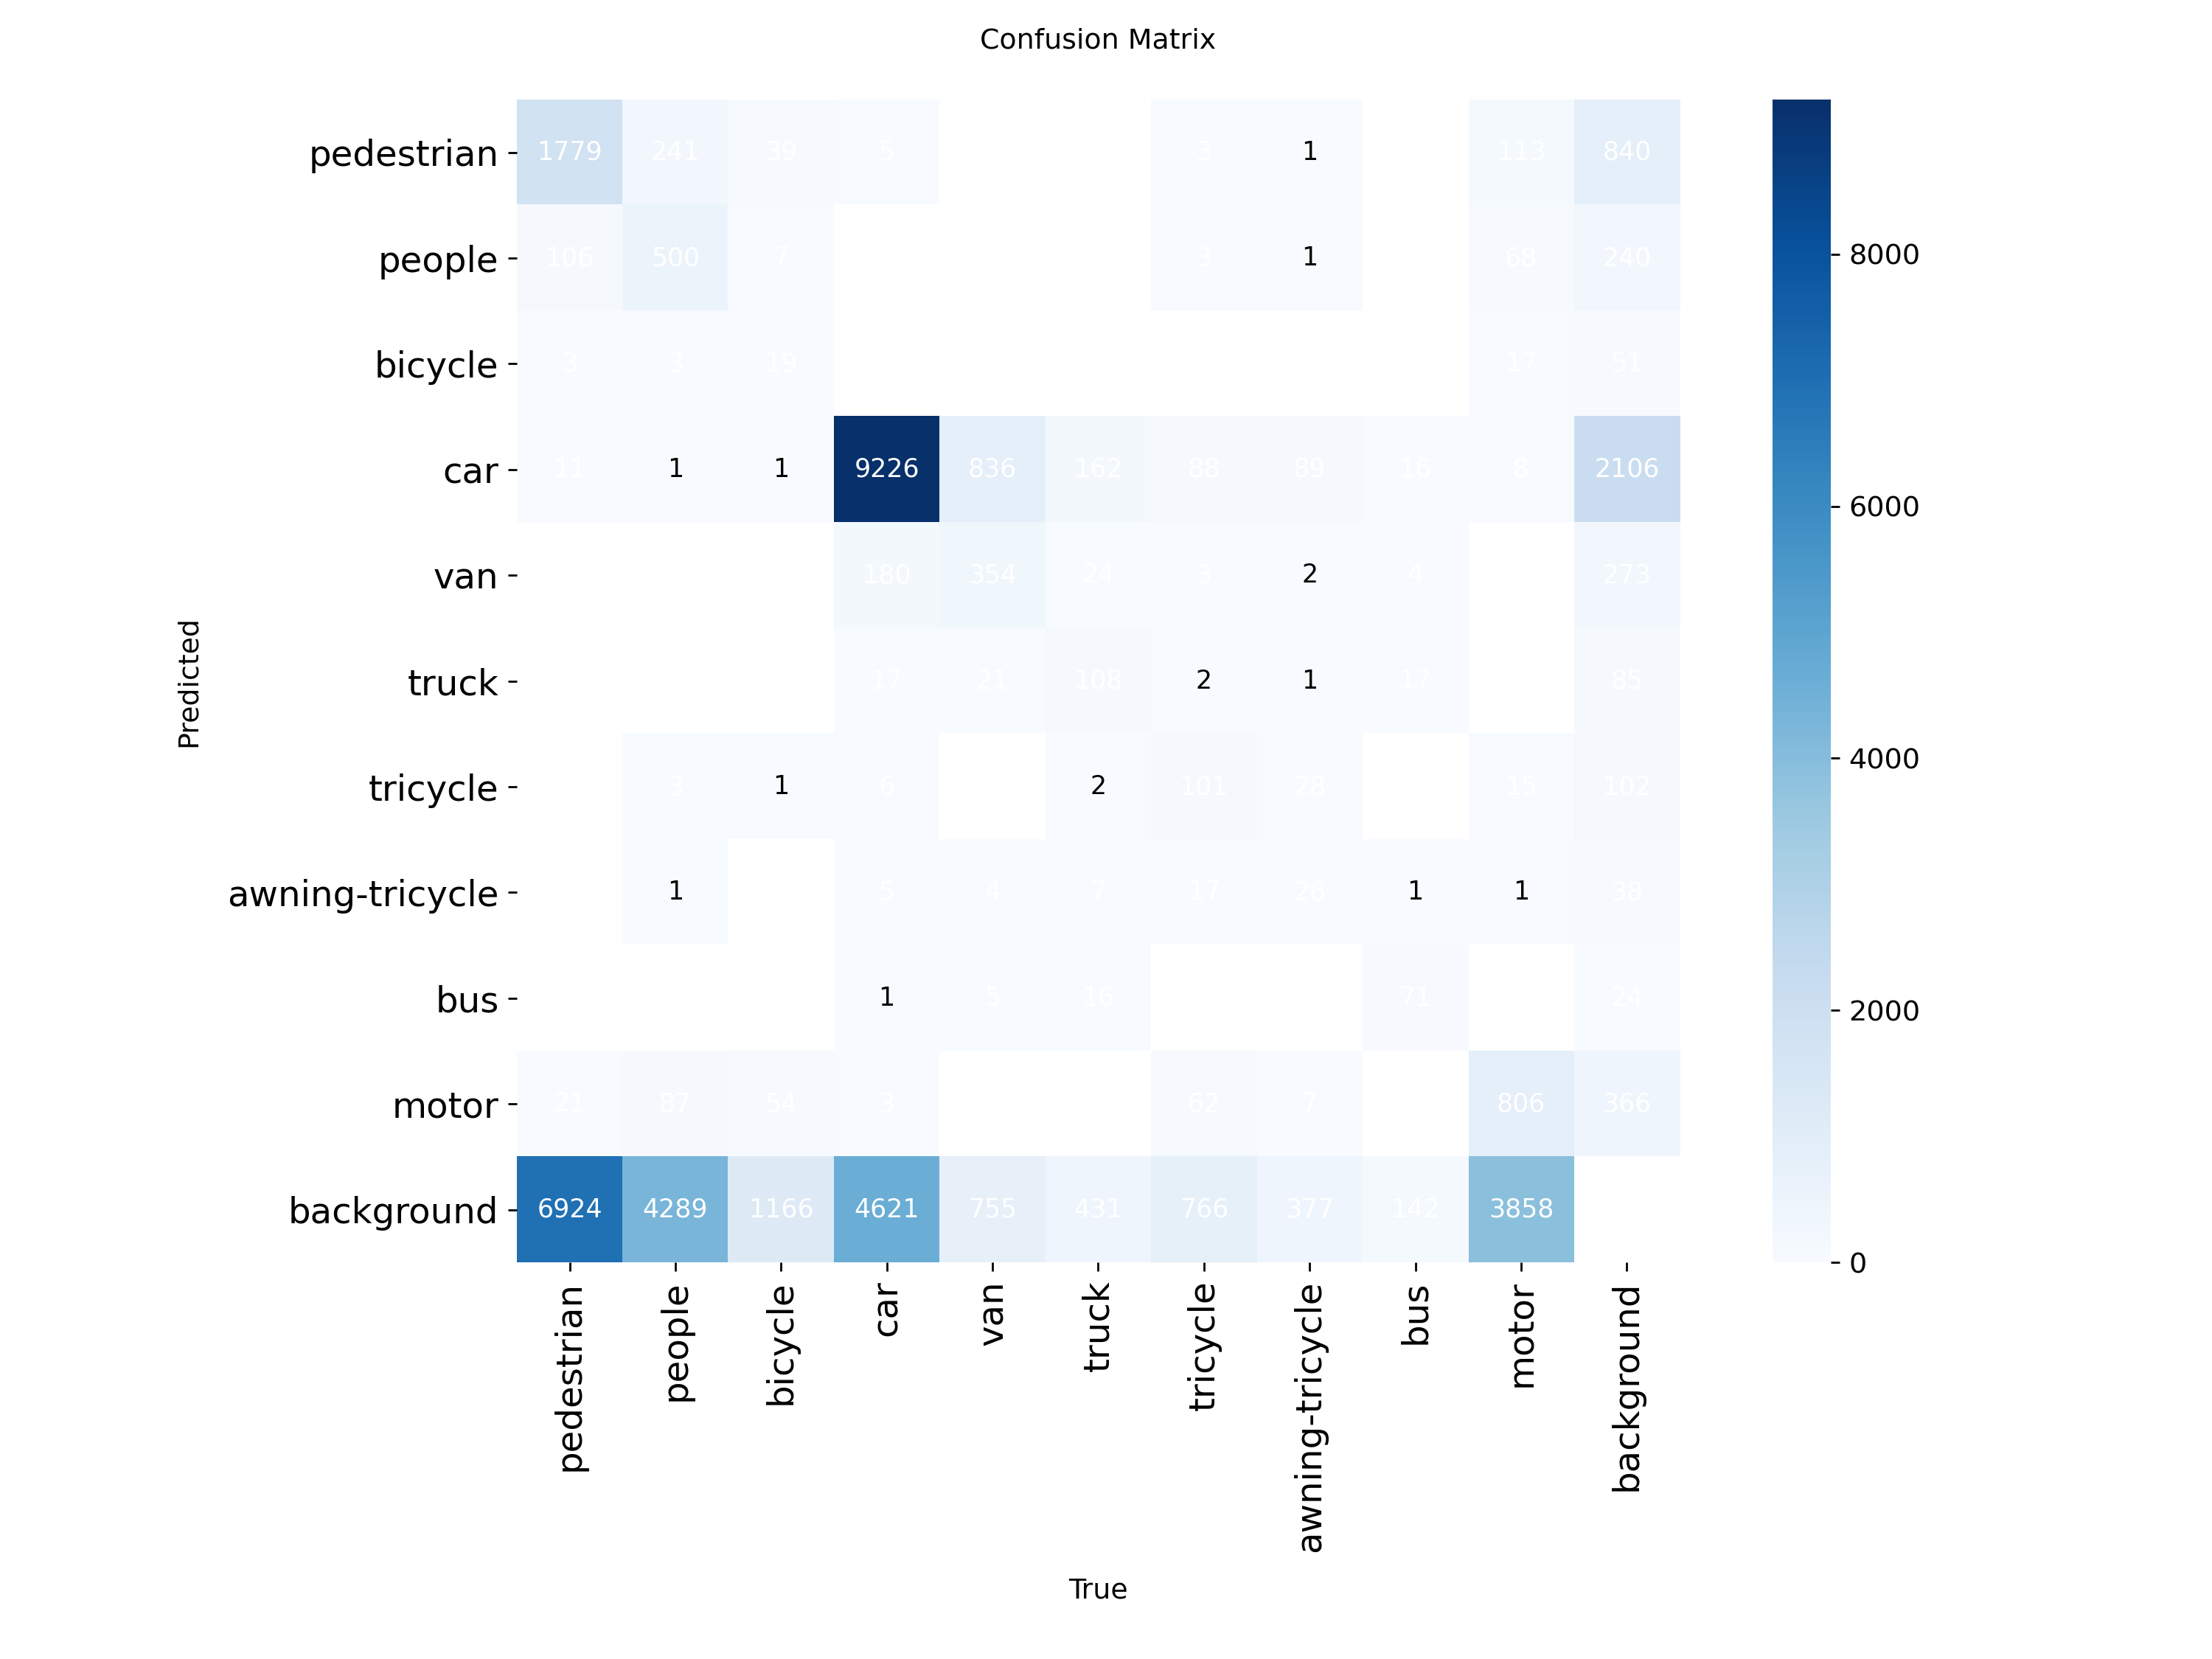 Confusion Matrix
pedestrian 1779 241 39 5 3 1 113 840
people 106 500 7 3 1 68 240
bicycle 3 3 19 17 51
car 11 1 1 9226 836 162 88 89 16 8 2106
van 180 354 24 3 2 4 273
truck 17 21 108 2 1 17 85
tricycle 3 1 6 2 101 28 15 102
awning-tricycle 1 5 4 7 17 26 1 1 38
bus 1 5 16 71 24
motor 21 87 54 3 62 7 806 366
background 6924 4289 1166 4621 755 431 766 377 142 3858
Predicted
pedestrian people bicycle car van truck tricycle awning-tricycle bus motor background
True
8000
6000
4000
2000
0